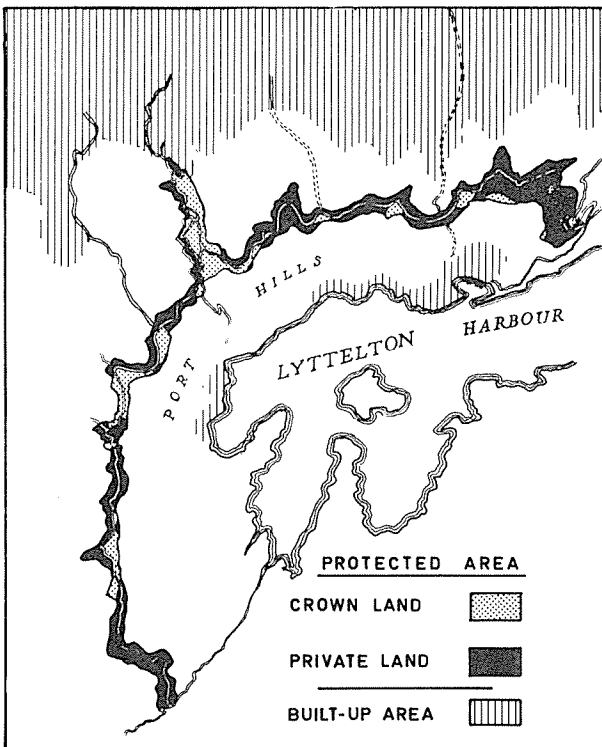 PORT HILLS
LYTTELTON HARBOUR
PROTECTED AREA
CROWN LAND
PRIVATE LAND
BUILT-UP AREA